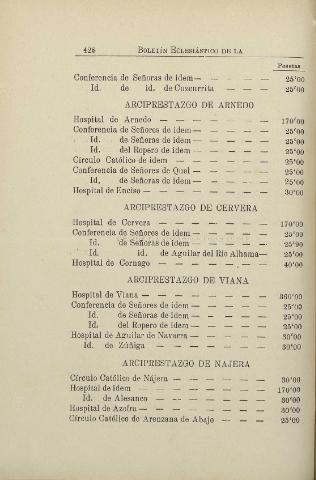 426 BOLETÍN ECLESIÁSTICO DE LA
Pesetas
Conferencia de Señoras de idem — — — — — 25'00
Id. de id. de Cuzcurrita — — — — 25'00
ARCIPRESTAZGO DE ARNEDO
Hospital de Arnedo — — — — — — 170'00
Conferencia de Señores de idem — — — — 25'00
Id. de Señoras de idem — — — — 25'00
Id. del Ropero de idem — — — — 25'00
Círculo Católico de idem — — — — — 25'00
Conferencia de Señores de Quel — — — — 25'00
Id. de Señoras de idem — — — — 25'00
Hospital de Enciso — — — — — — — 30'00
ARCIPRESTAZGO DE CERVERA
Hospital de Cervera — — — — — — 170'00
Conferencia de Señores de idem — — — — 25'00
Id. de Señoras de idem — — — — 25'00
Id. id. de Aguilar del Río Alhama — 25'00
Hospital de Cornago — — — — — — 40'00
ARCIPRESTAZGO DE VIANA
Hospital de Viana — — — — — — — 360'00
Conferencia de Señores de idem — — — — 25'00
Id. de Señoras de idem — — — — 25'00
Id. del Ropero de idem — — — — 25'00
Hospital de Aguilar de Navarra — — — — 30'00
Id. de Zúñiga — — — — — — 30'00
ARCIPRESTAZGO DE NAJERA
Círculo Católico de Nájera — — — — — 30'00
Hospital de idem — — — — — — — 170'00
Id. de Alesanco — — — — — — 30'00
Hospital de Azofra — — — — — — — 30'00
Círculo Católico de Arenzana de Abajo — — — 25'00